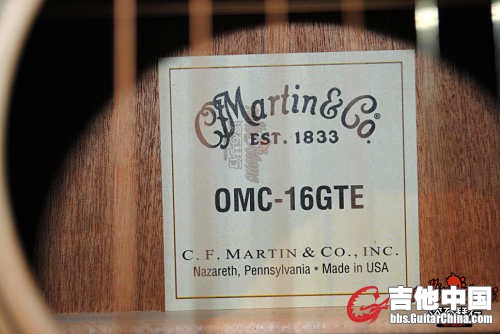 CFMartin & Co.
EST. 1833
OMC-16GTE
C. F. MARTIN & CO., INC.
Nazareth, Pennsylvania • Made in USA
吉他中国
bbs.GuitarChina.com